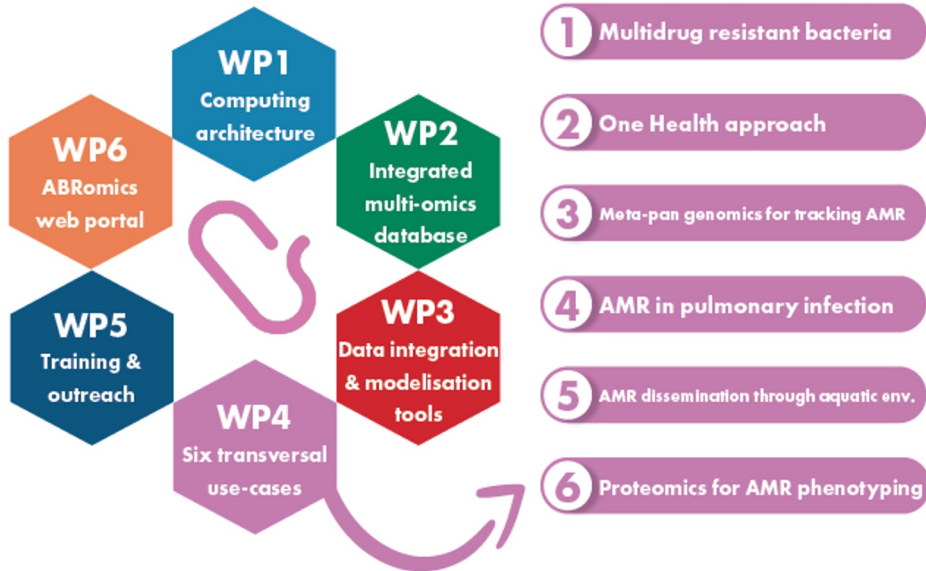 WP1
Computing
architecture
WP2
Integrated
multi-omics
database
WP3
Data integration
& modelisation
tools
WP4
Six transversal
use-cases
WP5
Training &
outreach
WP6
ABRomics
web portal
1 Multidrug resistant bacteria
2 One Health approach
3 Meta-pan genomics for tracking AMR
4 AMR in pulmonary infection
5 AMR dissemination through aquatic env.
6 Proteomics for AMR phenotyping